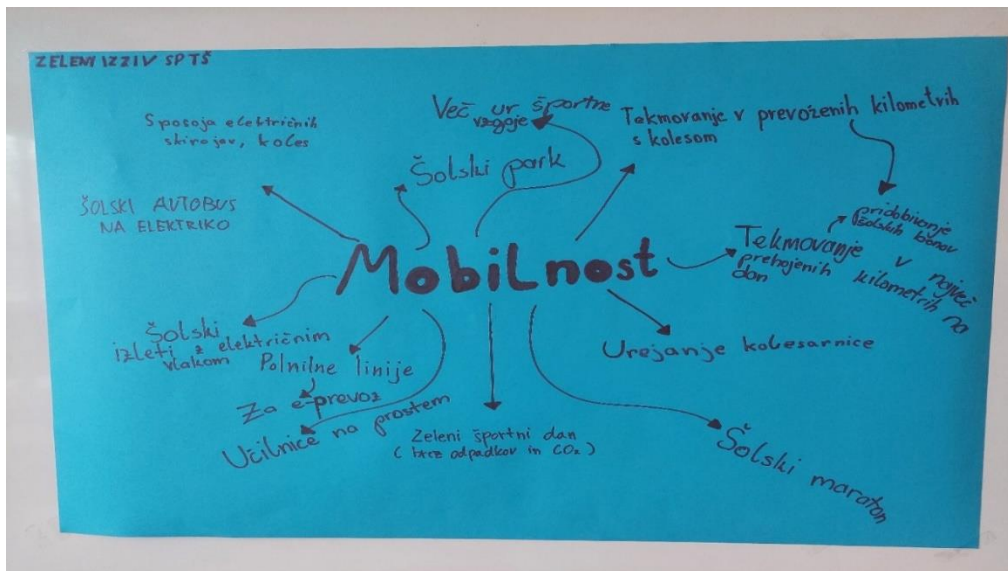 ZELENI IZZIV SPTŠ
Sposoja električnih
skirojev, koles
ŠOLSKI AVTOBUS
NA ELEKTRIKO
Več ur športne
vzgoje
Šolski park
Tekmovanje v prevoženih kilometrih
s kolesom
pridobivanje
šolskih bonov
Tekmovanje v največ
prehojenih kilometrih na
dan
Mobilnost
Šolski
izleti z električnim
vlakom
Polnilne linije
Za e-prevoz
Učilnice na prostem
Zeleni športni dan
(brez odpadkov in CO₂)
Urejanje kolesarnice
Šolski maraton